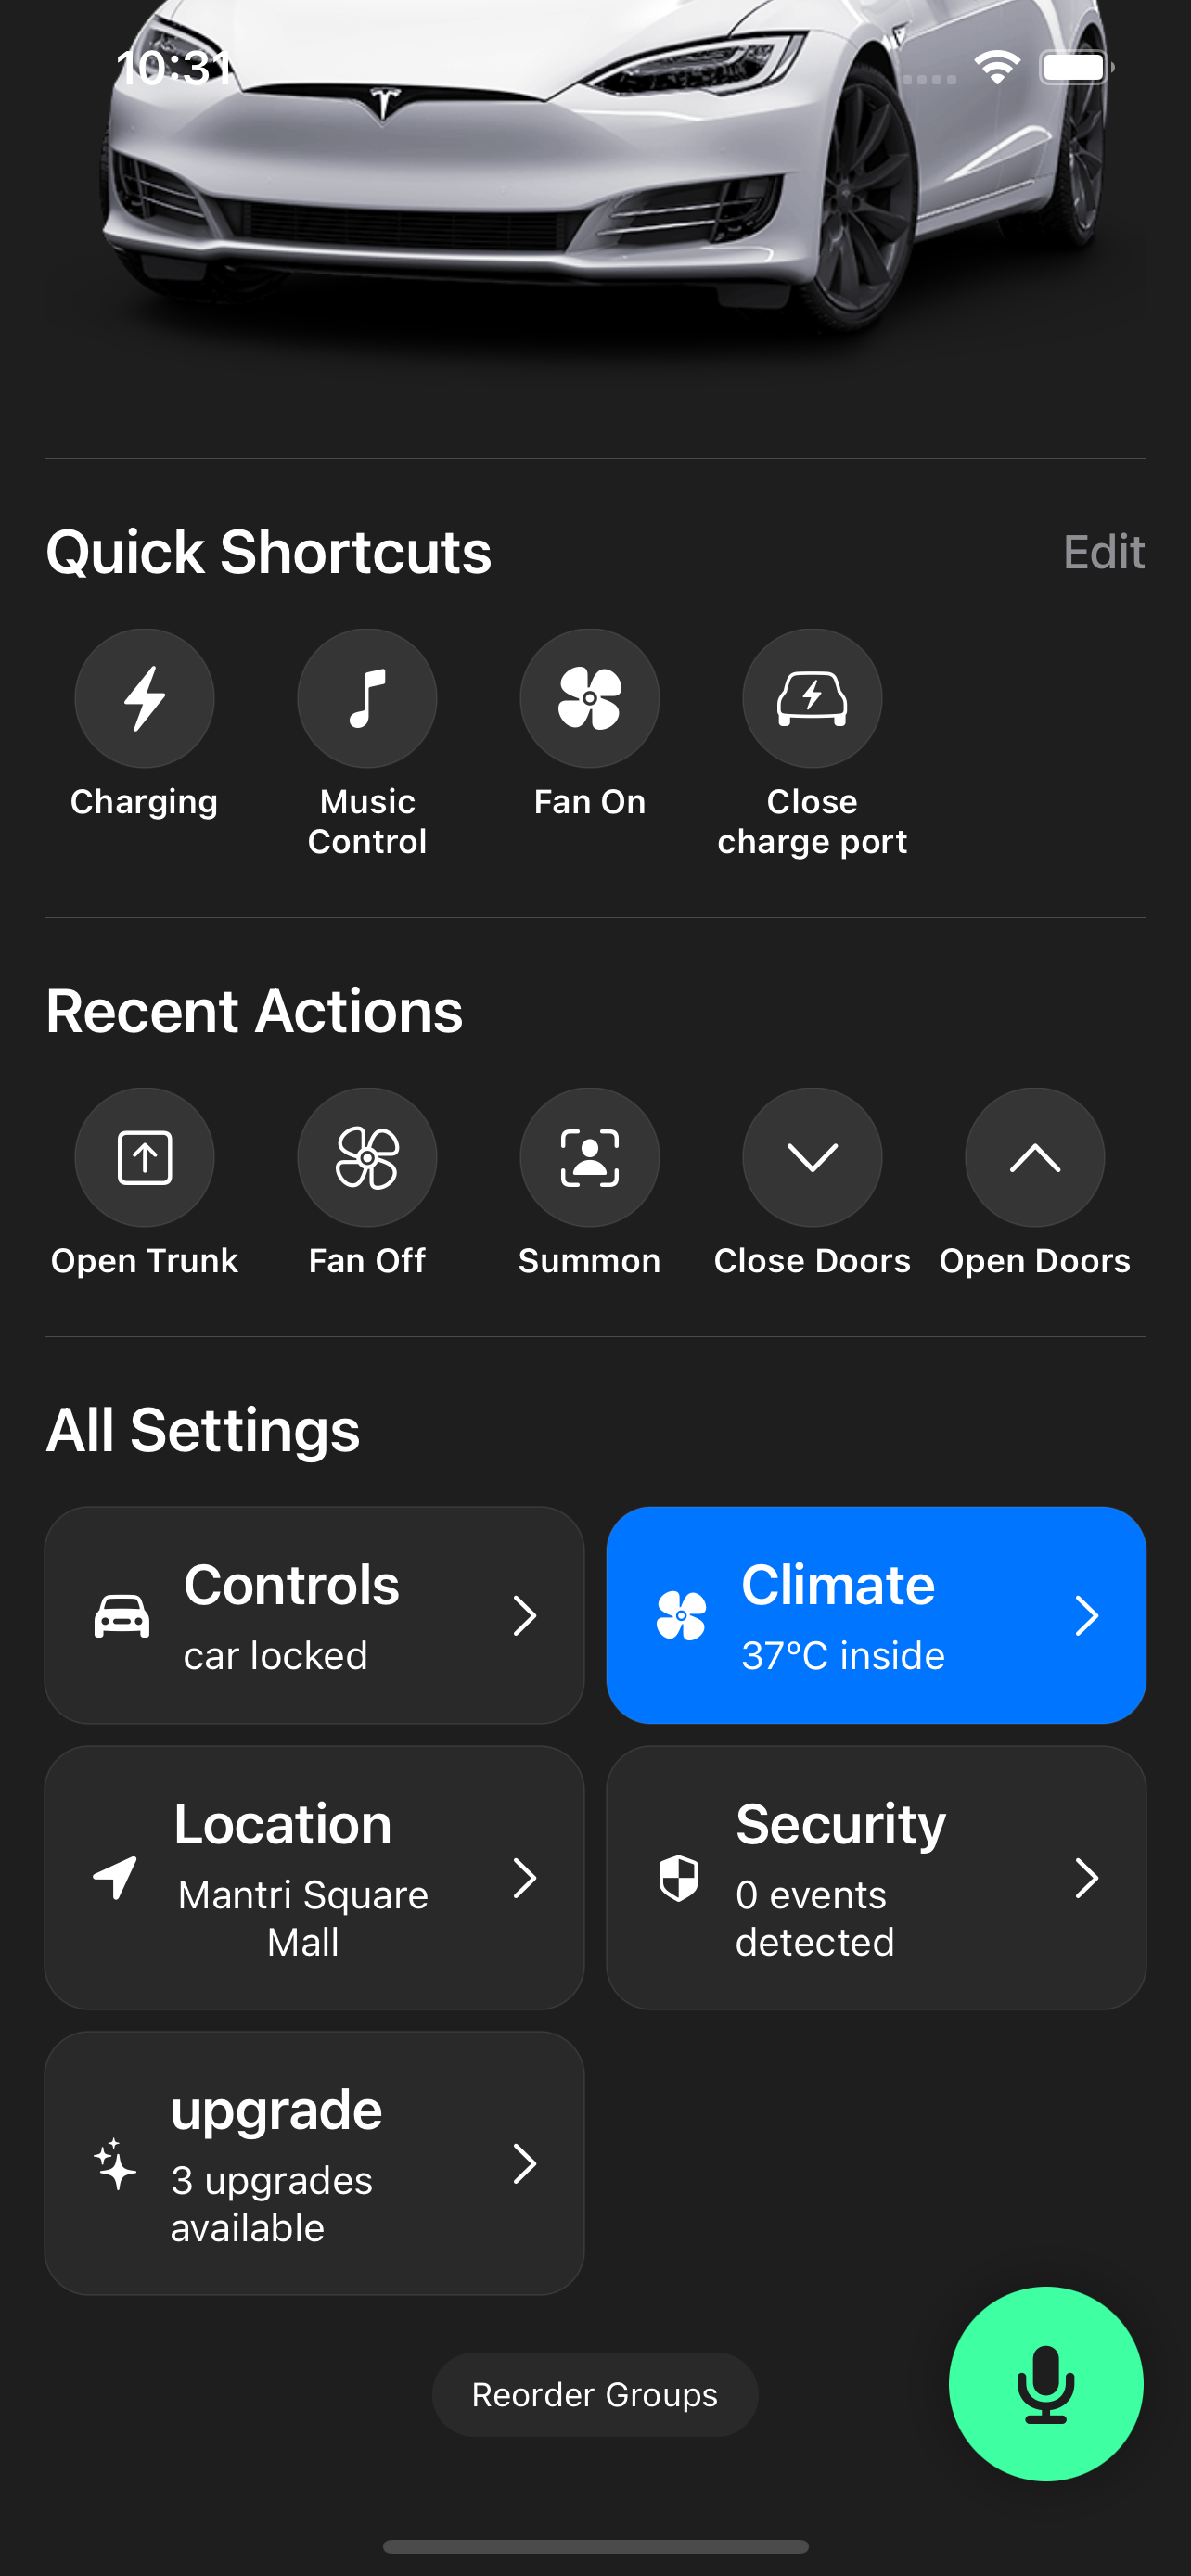 10:31
Quick Shortcuts
Edit
Charging
Music
Control
Fan On
Close
charge port
Recent Actions
Open Trunk
Fan Off
Summon
Close Doors
Open Doors
All Settings
Controls
car locked
Climate
37°C inside
Location
Mantri Square
Mall
Security
0 events
detected
upgrade
3 upgrades
available
Reorder Groups